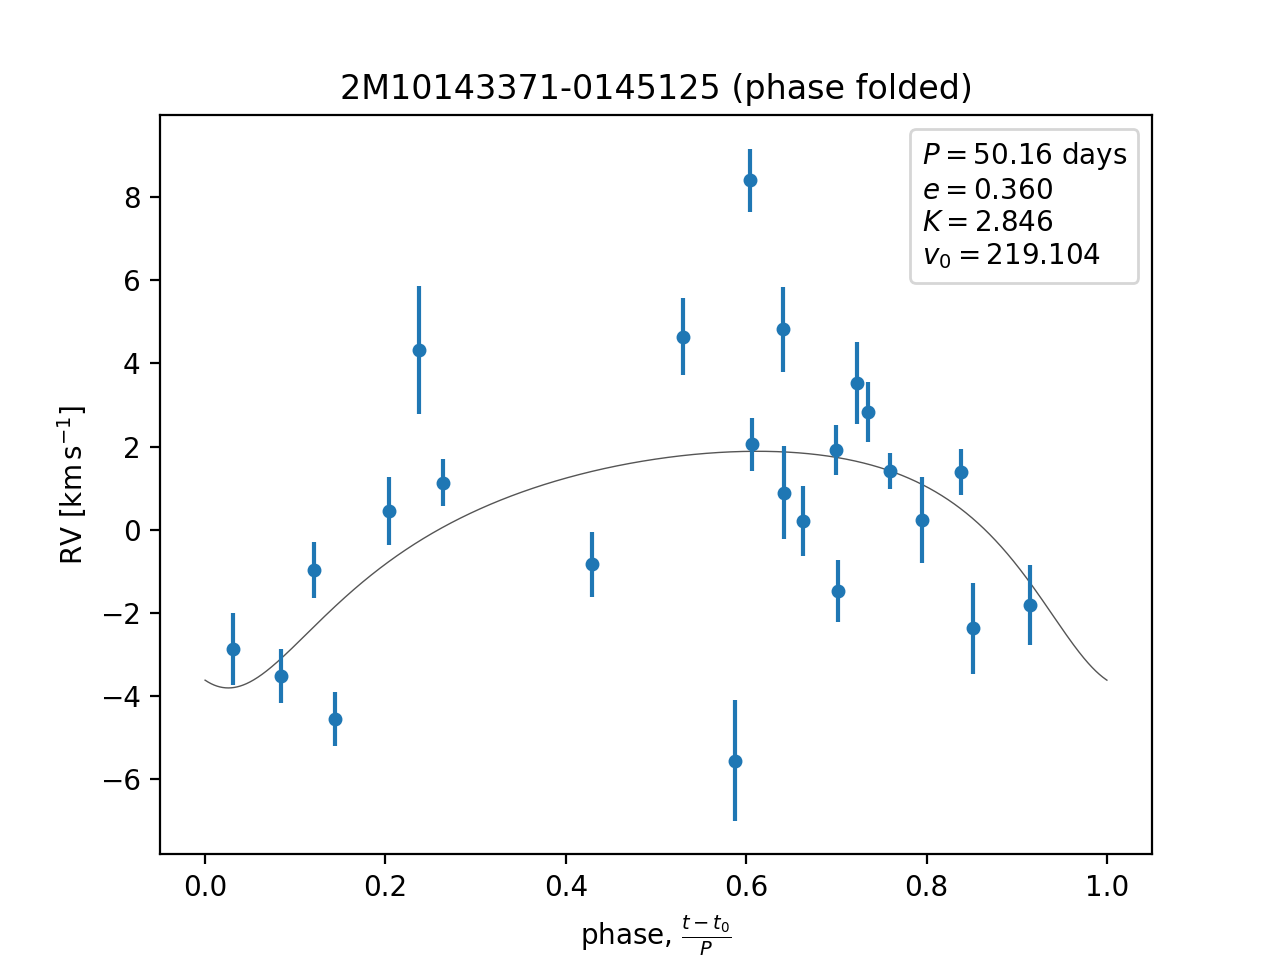 2M10143371-0145125 (phase folded)
P = 50.16 days
e = 0.360
K = 2.846
v₀ = 219.104
RV [km s⁻¹]
8
6
4
2
0
−2
−4
−6
0.0 0.2 0.4 0.6 0.8 1.0
phase, (t − t₀)/P